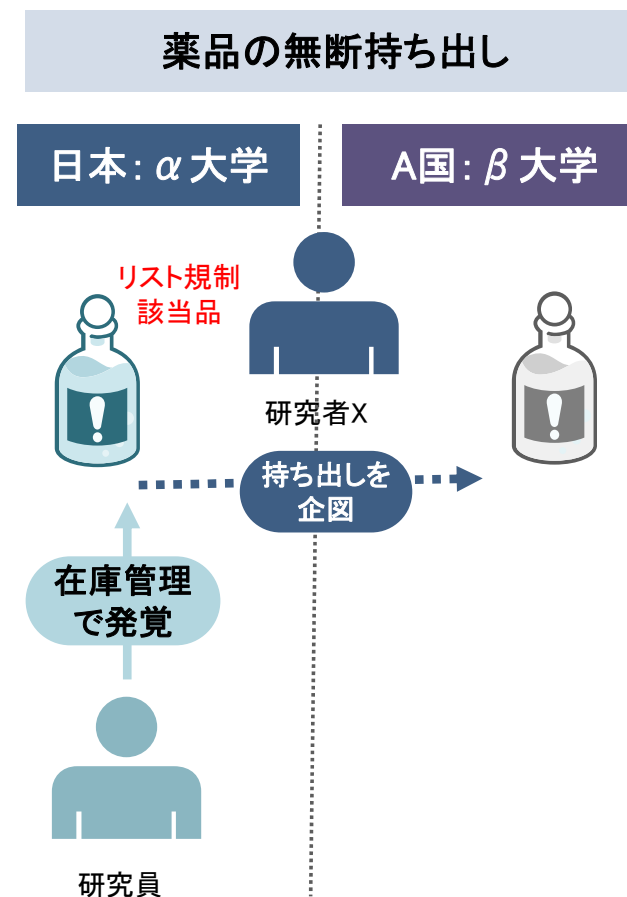 薬品の無断持ち出し
日本：α大学
A国：β大学
リスト規制
該当品
研究者X
持ち出しを
企図
在庫管理
で発覚
研究員